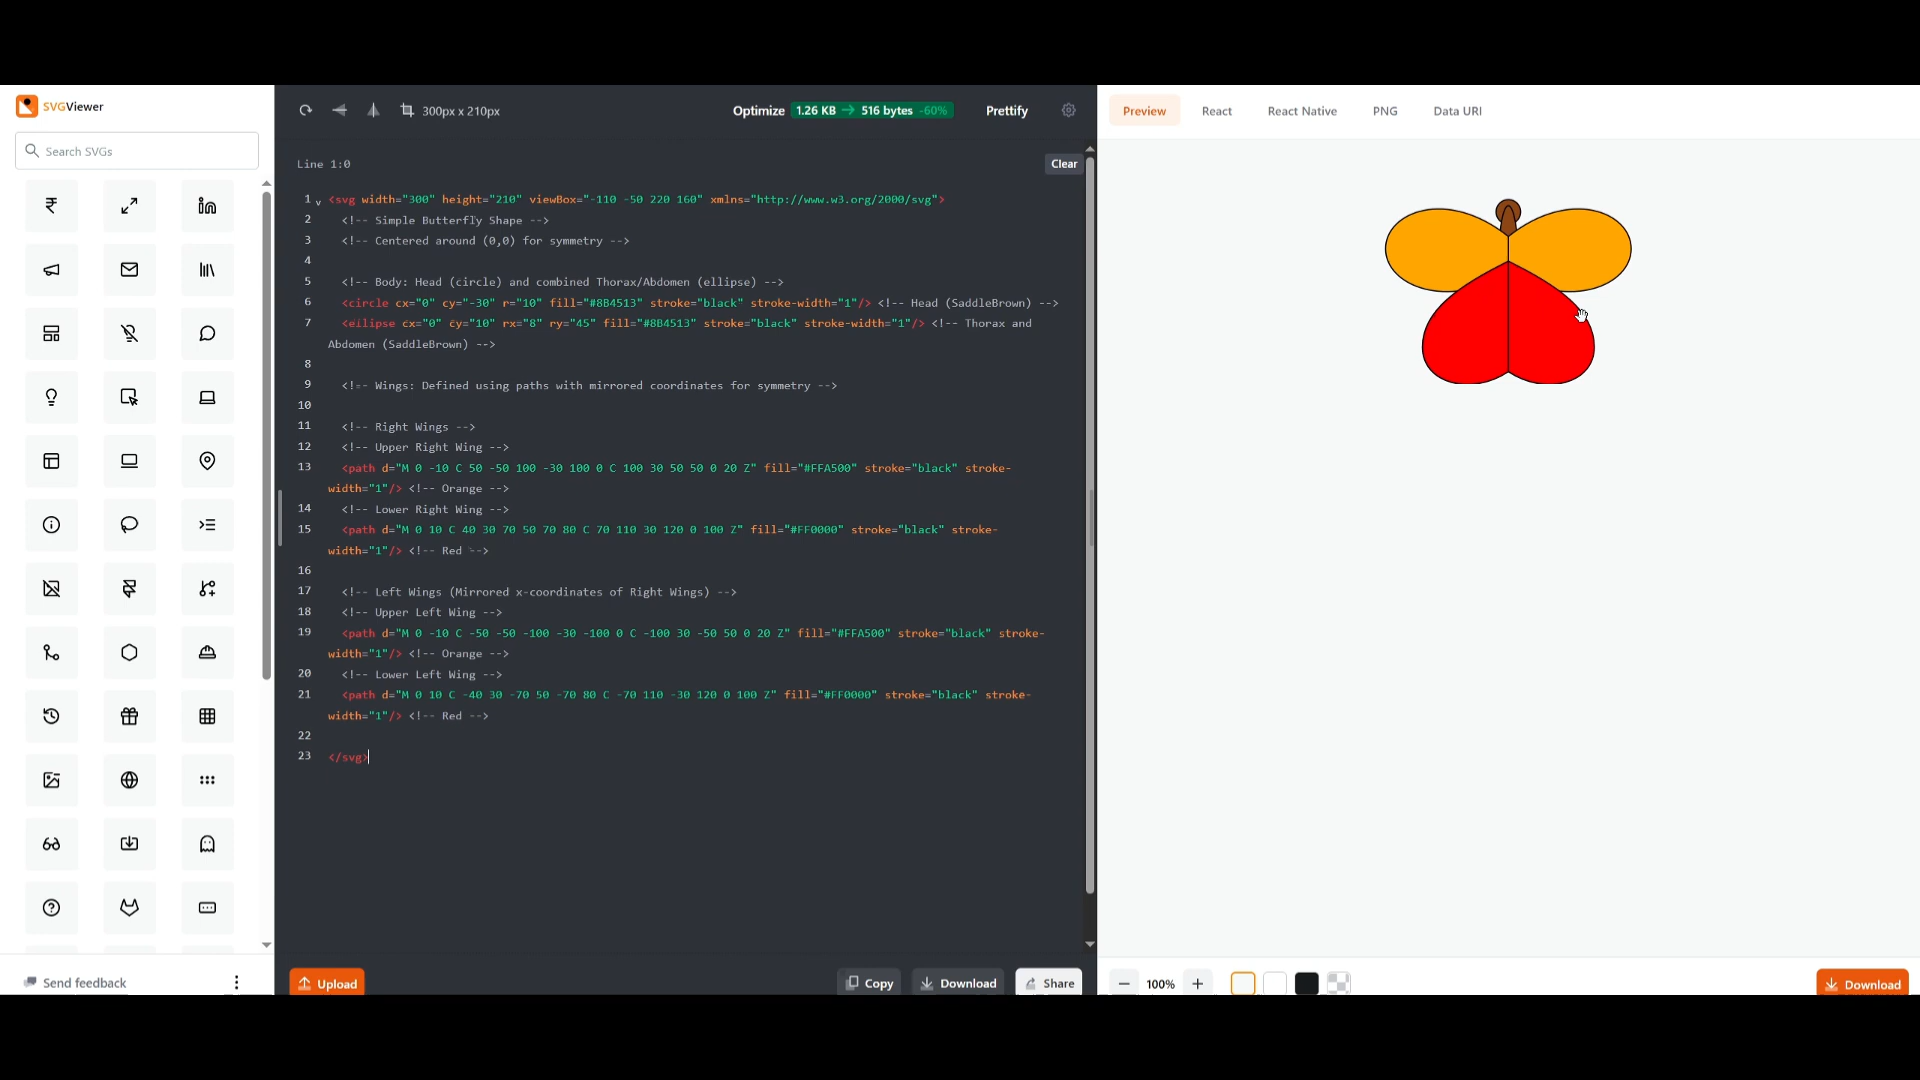 SVGViewer
Search SVGs
Send feedback
300px x 210px
Optimize 1.26 KB → 516 bytes -60%
Prettify
Line 1:0
Clear
1 <svg width="300" height="210" viewBox="-110 -50 220 160" xmlns="http://www.w3.org/2000/svg">
2 <!-- Simple Butterfly Shape -->
3 <!-- Centered around (0,0) for symmetry -->
4
5 <!-- Body: Head (circle) and combined Thorax/Abdomen (ellipse) -->
6 <circle cx="0" cy="-30" r="10" fill="#8B4513" stroke="black" stroke-width="1"/> <!-- Head (SaddleBrown) -->
7 <ellipse cx="0" cy="10" rx="8" ry="45" fill="#8B4513" stroke="black" stroke-width="1"/> <!-- Thorax and
Abdomen (SaddleBrown) -->
8
9 <!-- Wings: Defined using paths with mirrored coordinates for symmetry -->
10
11 <!-- Right Wings -->
12 <!-- Upper Right Wing -->
13 <path d="M 0 -10 C 50 -50 100 -30 100 0 C 100 30 50 50 0 20 Z" fill="#FFA500" stroke="black" stroke-
width="1"/> <!-- Orange -->
14 <!-- Lower Right Wing -->
15 <path d="M 0 10 C 40 30 70 50 70 80 C 70 110 30 120 0 100 Z" fill="#FF0000" stroke="black" stroke-
width="1"/> <!-- Red -->
16
17 <!-- Left Wings (Mirrored x-coordinates of Right Wings) -->
18 <!-- Upper Left Wing -->
19 <path d="M 0 -10 C -50 -50 -100 -30 -100 0 C -100 30 -50 50 0 20 Z" fill="#FFA500" stroke="black" stroke-
width="1"/> <!-- Orange -->
20 <!-- Lower Left Wing -->
21 <path d="M 0 10 C -40 30 -70 50 -70 80 C -70 110 -30 120 0 100 Z" fill="#FF0000" stroke="black" stroke-
width="1"/> <!-- Red -->
22
23 </svg>
Upload
Copy
Download
Share
Preview
React
React Native
PNG
Data URI
100%
Download